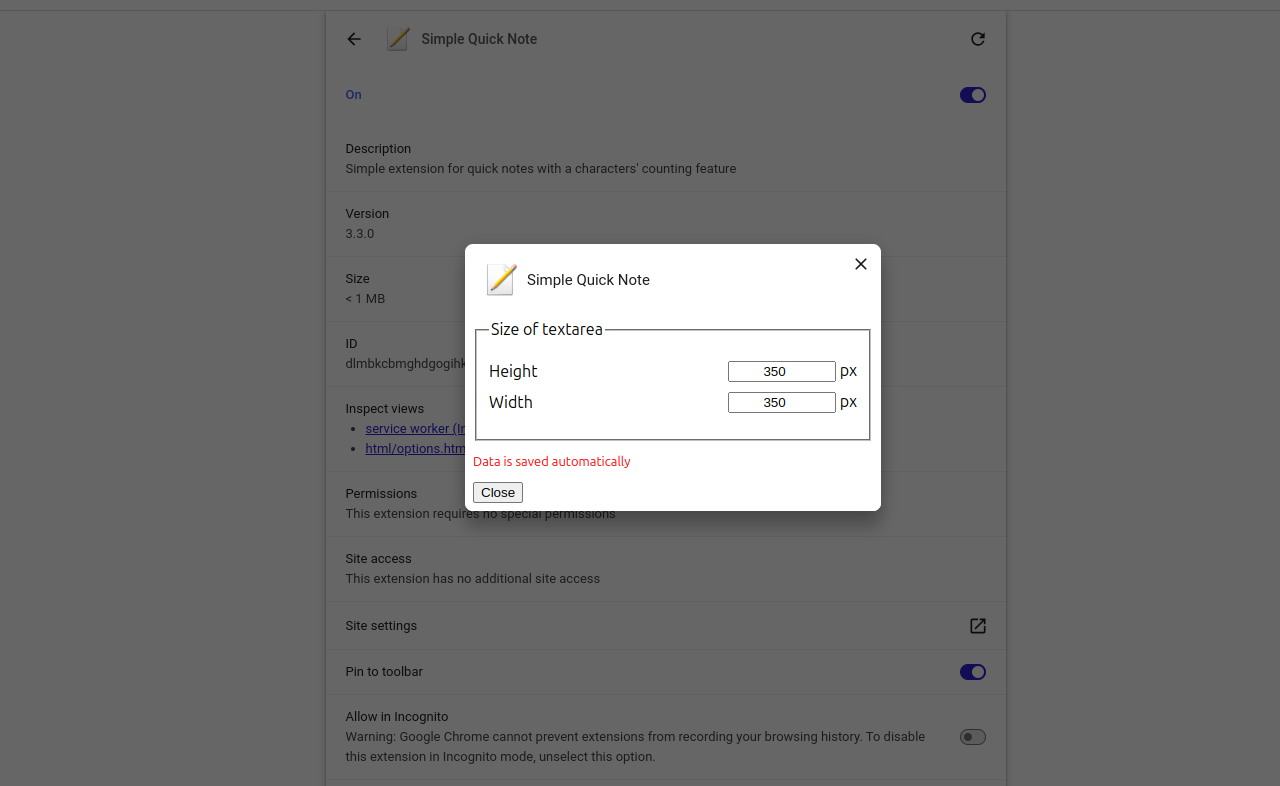 Simple Quick Note
On
Description
Simple extension for quick notes with a characters' counting feature
Version
3.3.0
Size
< 1 MB
ID
Inspect views
service worker
html/options.htm
Permissions
This extension requires no special permissions
Site access
This extension has no additional site access
Site settings
Pin to toolbar
Allow in Incognito
Warning: Google Chrome cannot prevent extensions from recording your browsing history. To disable
this extension in Incognito mode, unselect this option.
Simple Quick Note
Size of textarea
Height 350 px
Width 350 px
Data is saved automatically
Close